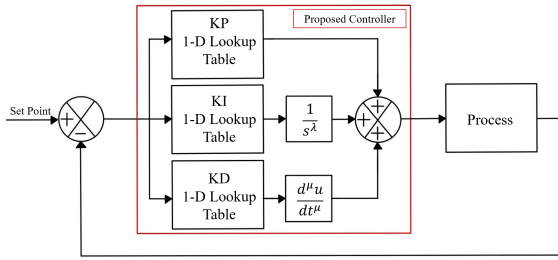 Proposed Controller
KP
1-D Lookup
Table
Set Point
+
−
KI
1-D Lookup
Table
1
s^λ
+
+
+
Process
KD
1-D Lookup
Table
d^μ u
dt^μ